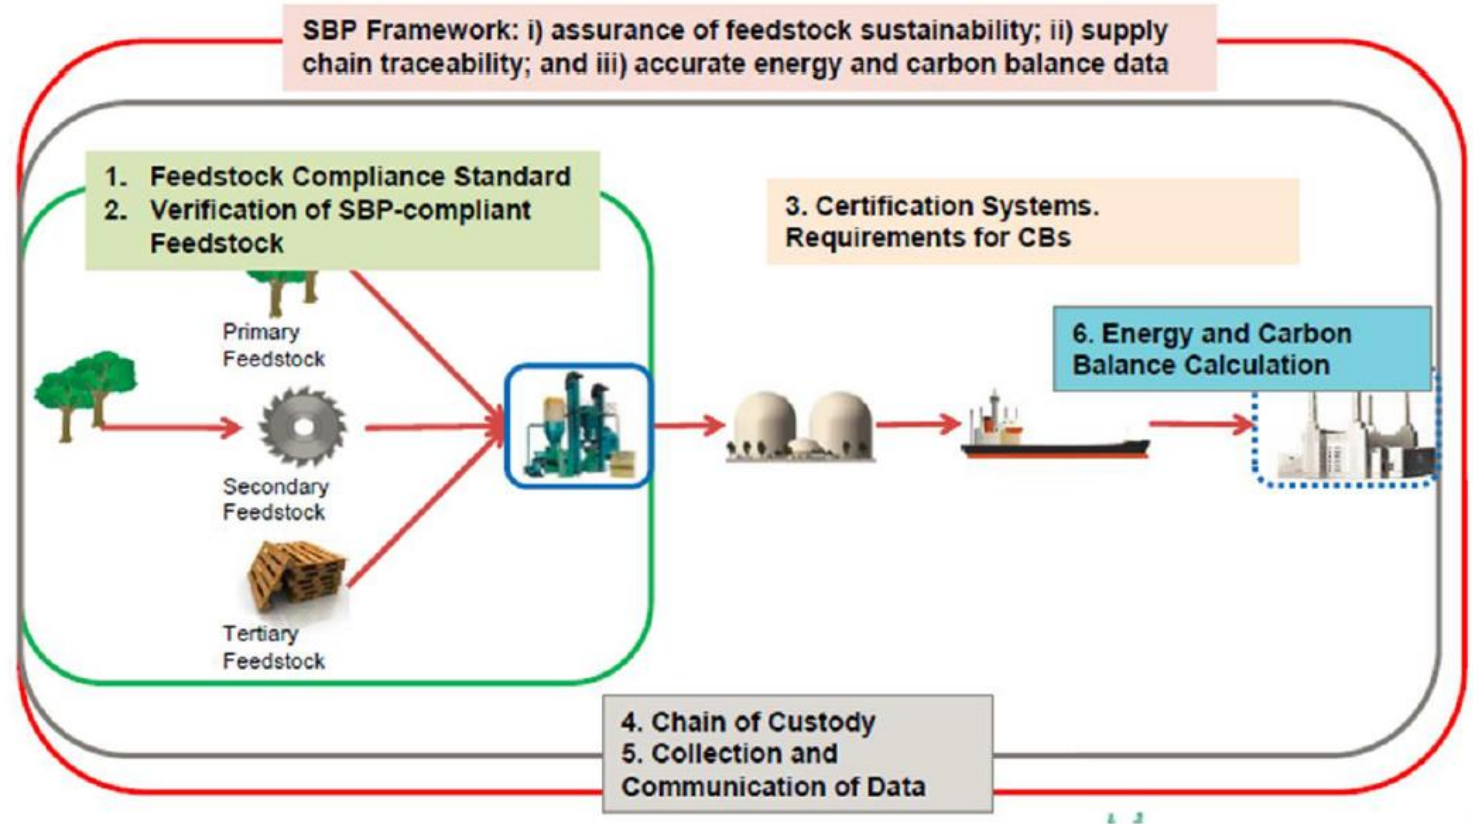 SBP Framework: i) assurance of feedstock sustainability; ii) supply
chain traceability; and iii) accurate energy and carbon balance data
1. Feedstock Compliance Standard
2. Verification of SBP-compliant
Feedstock
3. Certification Systems.
Requirements for CBs
6. Energy and Carbon
Balance Calculation
Primary
Feedstock
Secondary
Feedstock
Tertiary
Feedstock
4. Chain of Custody
5. Collection and
Communication of Data